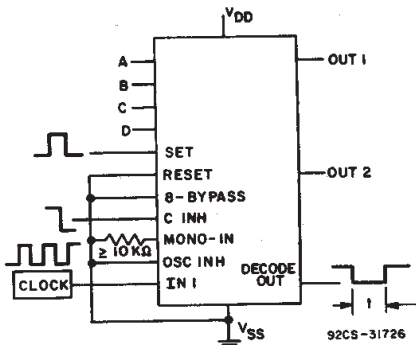 VDD
A
B
C
D
SET
RESET
8-BYPASS
C INH
MONO-IN
≥ 10KΩ
OSC INH
CLOCK
IN 1
OUT 1
OUT 2
DECODE
OUT
t
VSS
92CS-31726